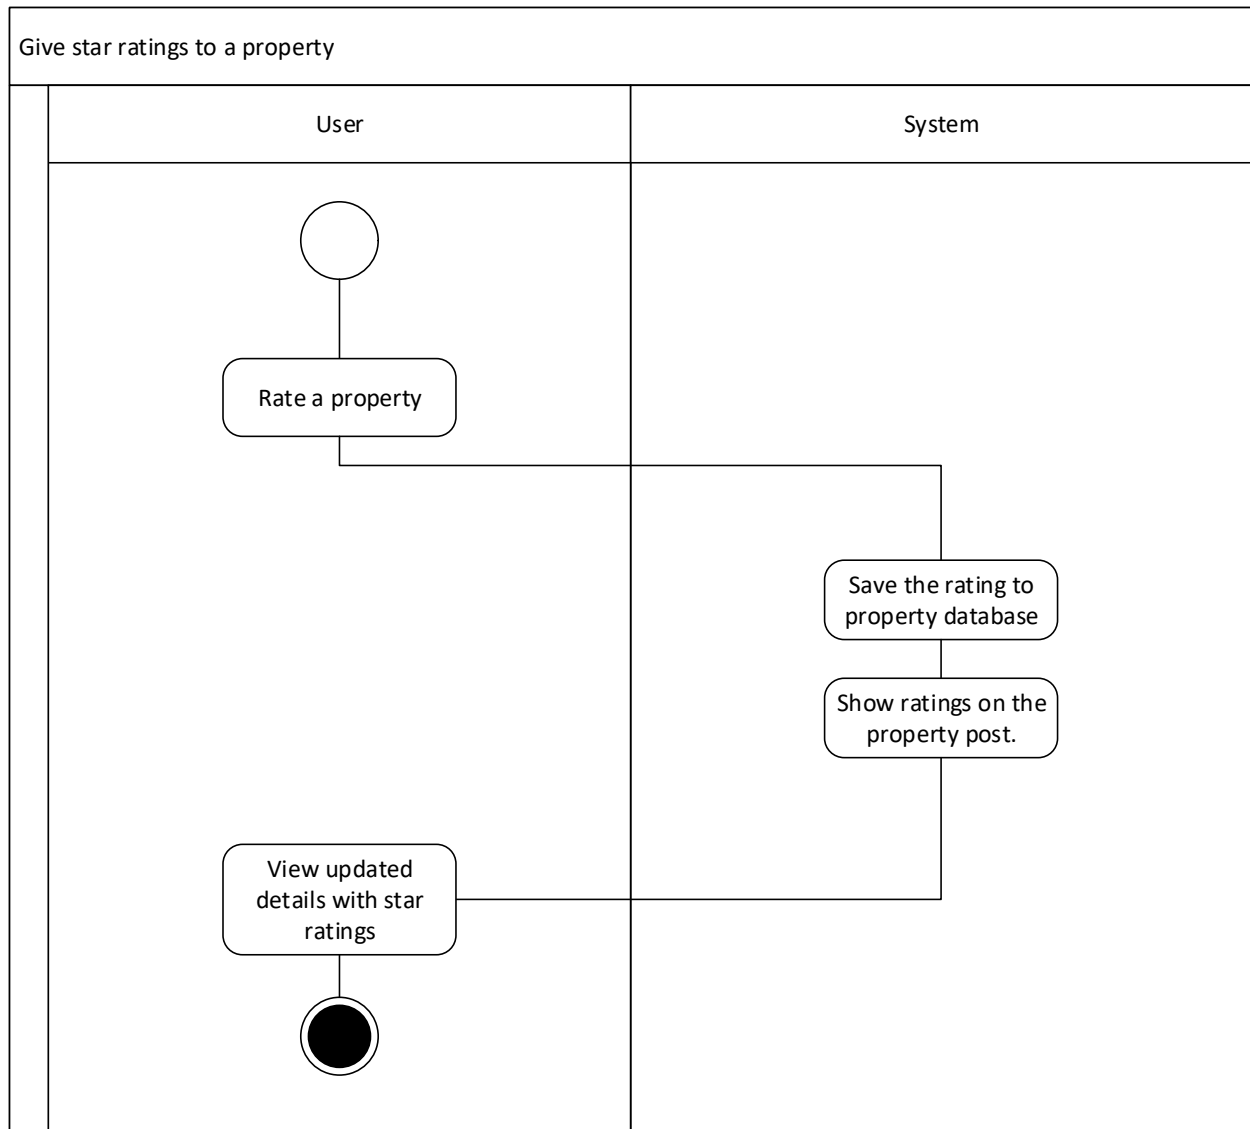 Give star ratings to a property
User
System
Rate a property
Save the rating to
property database
Show ratings on the
property post.
View updated
details with star
ratings